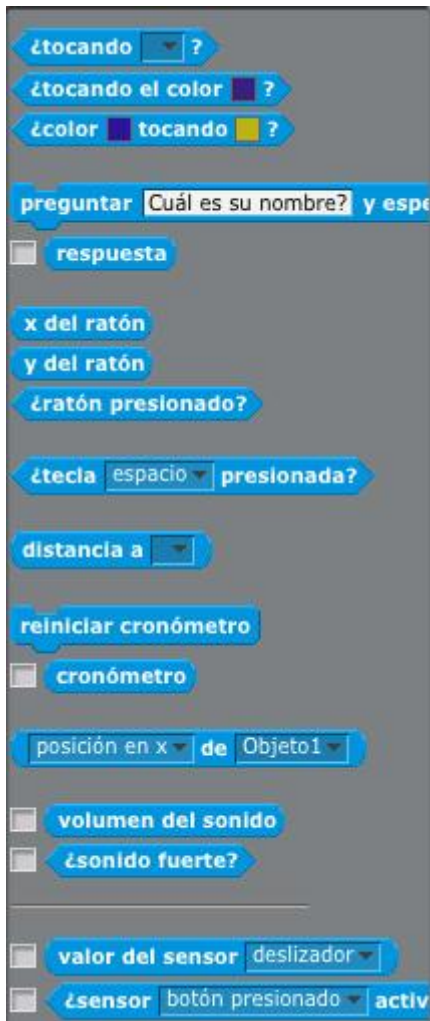 ¿tocando ?
¿tocando el color ?
¿color tocando ?
preguntar Cuál es su nombre? y espe
respuesta
x del ratón
y del ratón
¿ratón presionado?
¿tecla espacio presionada?
distancia a
reiniciar cronómetro
cronómetro
posición en x de Objeto1
volumen del sonido
¿sonido fuerte?
valor del sensor deslizador
¿sensor botón presionado activ